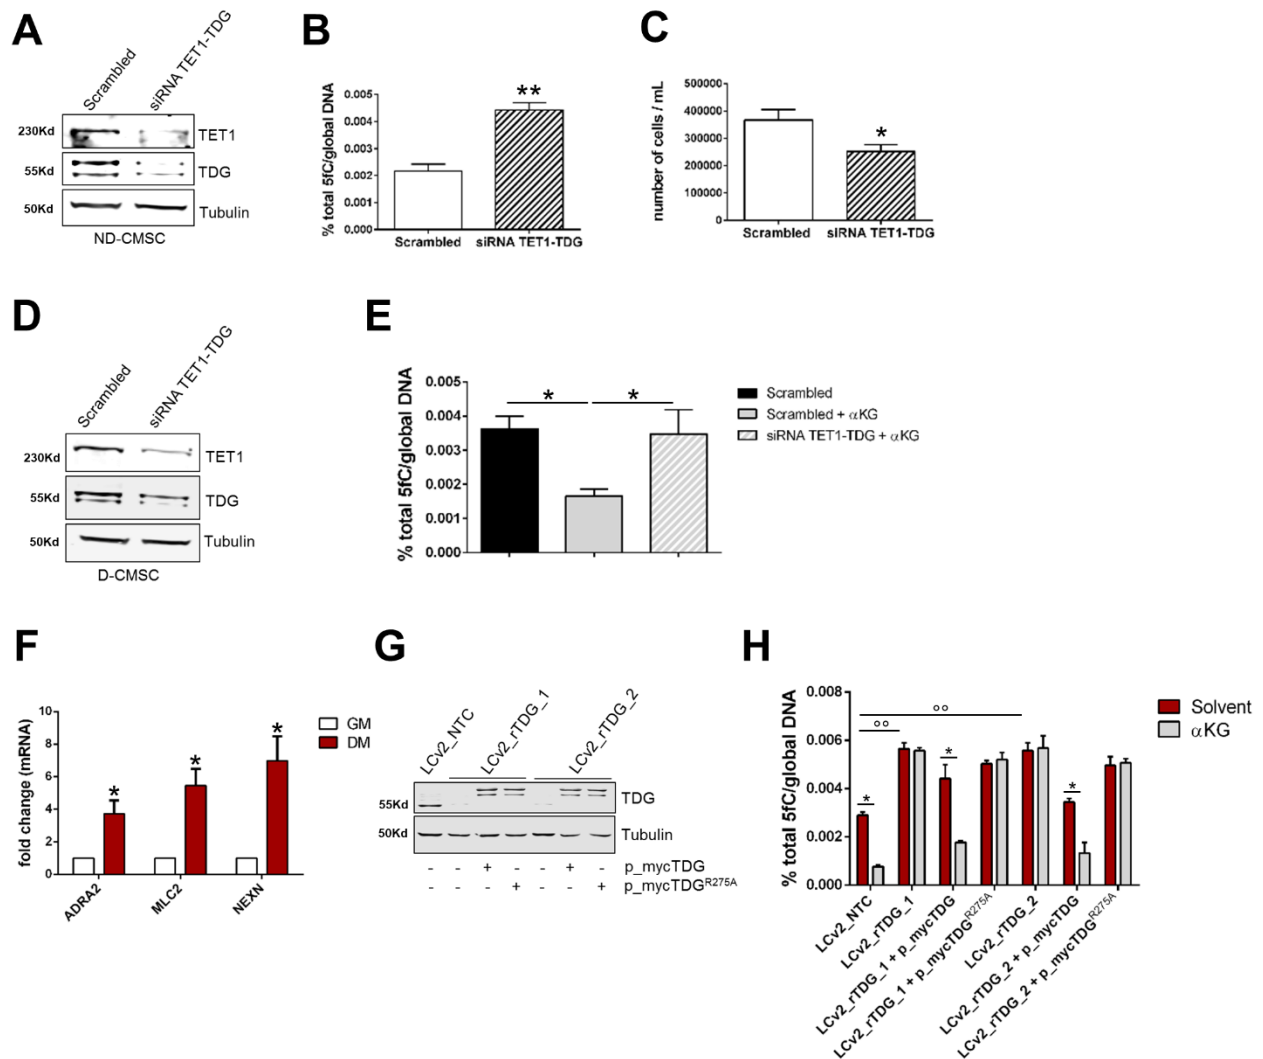 A
Scrambled
siRNA TET1-TDG
230Kd
TET1
55Kd
TDG
50Kd
Tubulin
ND-CMSC
B
% total 5fC/global DNA
0.005
0.004
0.003
0.002
0.001
0.000
**
Scrambled
siRNA TET1-TDG
C
number of cells / mL
500000
400000
300000
200000
100000
0
*
Scrambled
siRNA TET1-TDG
D
Scrambled
siRNA TET1-TDG
230Kd
TET1
55Kd
TDG
50Kd
Tubulin
D-CMSC
E
% total 5fC/global DNA
0.005
0.004
0.003
0.002
0.001
0.000
*
*
Scrambled
Scrambled + αKG
siRNA TET1-TDG + αKG
F
fold change (mRNA)
10
8
6
4
2
0
*
*
*
GM
DM
ADRA2
MLC2
NEXN
G
LCv2_NTC
LCv2_rTDG_1
LCv2_rTDG_2
55Kd
TDG
50Kd
Tubulin
- - + - - + - p_mycTDG
- - - + - - + p_mycTDGR275A
H
% total 5fC/global DNA
0.008
0.006
0.004
0.002
0.000
°°
°°
*
*
*
Solvent
αKG
LCv2_NTC
LCv2_rTDG_1
LCv2_rTDG_1 + p_mycTDG
LCv2_rTDG_1 + p_mycTDGR275A
LCv2_rTDG_2
LCv2_rTDG_2 + p_mycTDG
LCv2_rTDG_2 + p_mycTDGR275A